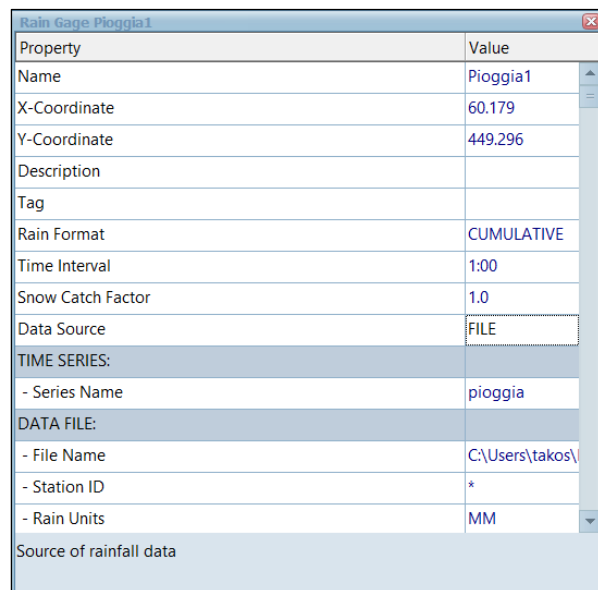 Rain Gage Pioggia1
Property Value
Name Pioggia1
X-Coordinate 60.179
Y-Coordinate 449.296
Description
Tag
Rain Format CUMULATIVE
Time Interval 1:00
Snow Catch Factor 1.0
Data Source FILE
TIME SERIES:
- Series Name pioggia
DATA FILE:
- File Name C:\Users\takos\
- Station ID *
- Rain Units MM
Source of rainfall data